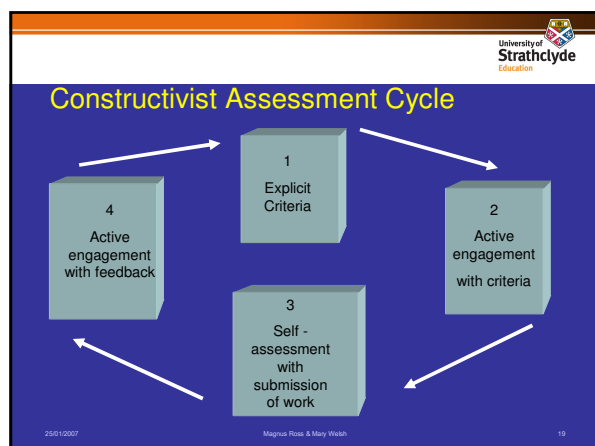 University of
Strathclyde
Education
Constructivist Assessment Cycle
1
Explicit
Criteria
2
Active
engagement
with criteria
3
Self -
assessment
with
submission
of work
4
Active
engagement
with feedback
25/01/2007
Magnus Ross & Mary Welsh
19